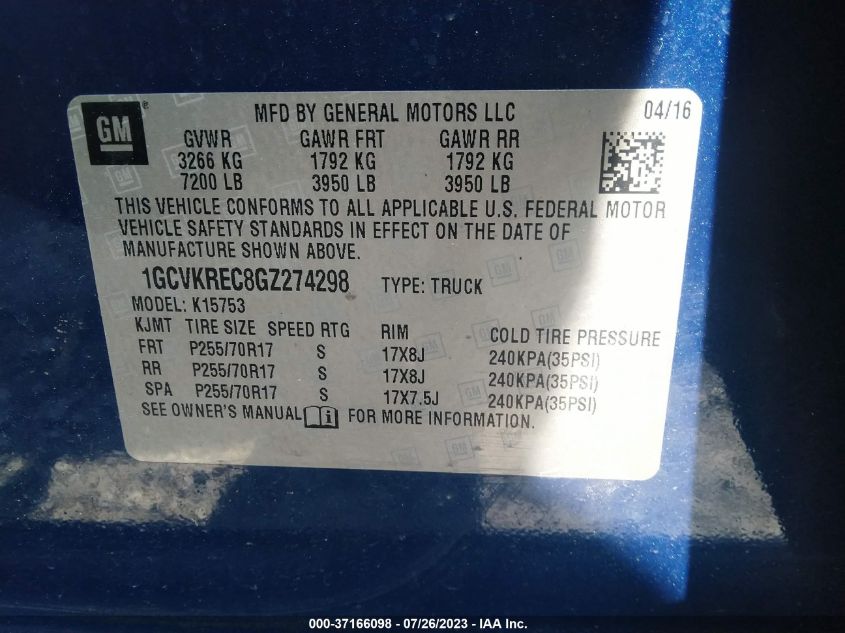 GM ® MFD BY GENERAL MOTORS LLC 04/16
GVWR GAWR FRT GAWR RR
3266 KG 1792 KG 1792 KG
7200 LB 3950 LB 3950 LB
THIS VEHICLE CONFORMS TO ALL APPLICABLE U.S. FEDERAL MOTOR
VEHICLE SAFETY STANDARDS IN EFFECT ON THE DATE OF
MANUFACTURE SHOWN ABOVE.
1GCVKREC8GZ274298 TYPE: TRUCK
MODEL: K15753
KJMT TIRE SIZE SPEED RTG RIM COLD TIRE PRESSURE
FRT P255/70R17 S 17X8J 240KPA(35PSI)
RR P255/70R17 S 17X8J 240KPA(35PSI)
SPA P255/70R17 S 17X7.5J 240KPA(35PSI)
SEE OWNER'S MANUAL i FOR MORE INFORMATION.
000-37166098 - 07/26/2023 - IAA Inc.